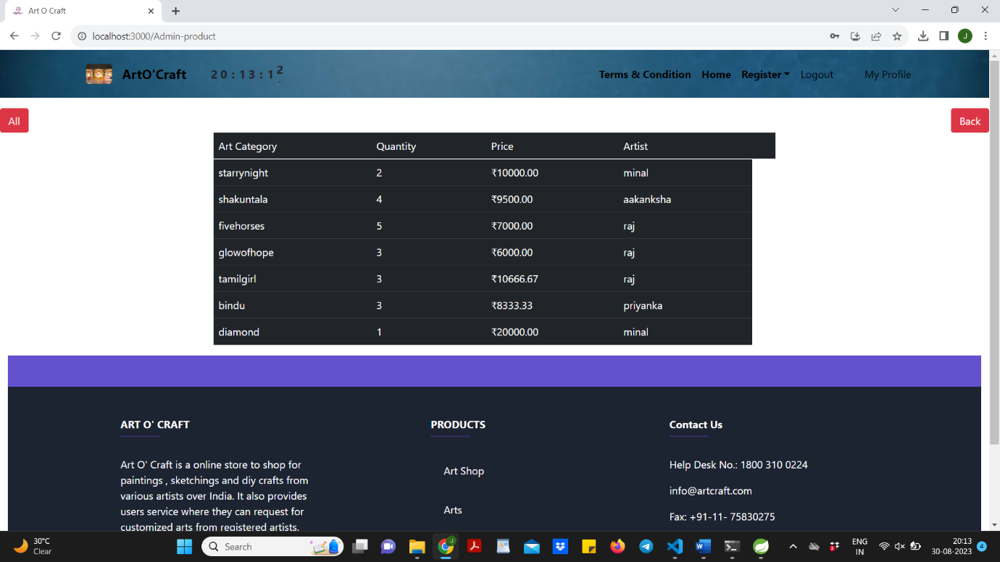 Art O Craft
localhost:3000/Admin-product
J
ArtO'Craft 20:13:12 Terms & Condition Home Register Logout My Profile
All Back
Art Category Quantity Price Artist
starrynight 2 ₹10000.00 minal
shakuntala 4 ₹9500.00 aakanksha
fivehorses 5 ₹7000.00 raj
glowofhope 3 ₹6000.00 raj
tamilgirl 3 ₹10666.67 raj
bindu 3 ₹8333.33 priyanka
diamond 1 ₹20000.00 minal
ART O' CRAFT PRODUCTS Contact Us
Art O' Craft is a online store to shop for
paintings , sketchings and diy crafts from
various artists over India. It also provides
users service where they can request for
customized arts from registered artists.
Art Shop
Arts
Help Desk No.: 1800 310 0224
info@artcraft.com
Fax: +91-11- 75830275
30°C
Clear
Search
ENG
IN
20:13
30-08-2023
4